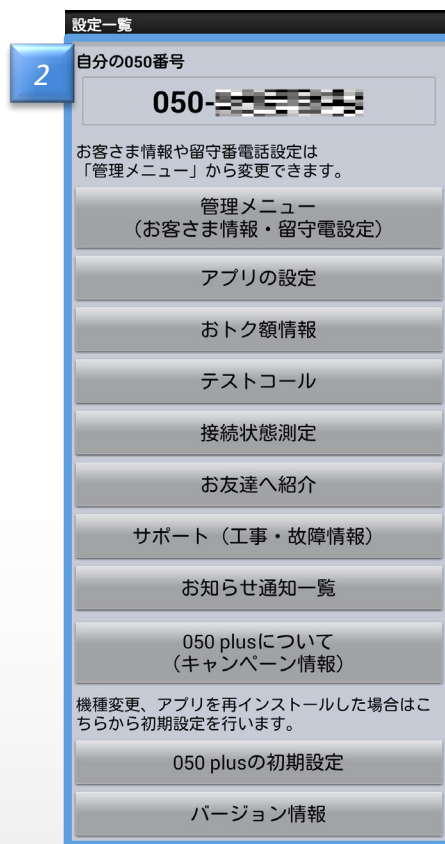 設定一覧
2
自分の050番号
050-
お客さま情報や留守番電話設定は
「管理メニュー」から変更できます。
管理メニュー
（お客さま情報・留守電設定）
アプリの設定
おトク額情報
テストコール
接続状態測定
お友達へ紹介
サポート（工事・故障情報）
お知らせ通知一覧
050 plusについて
（キャンペーン情報）
機種変更、アプリを再インストールした場合はこ
ちらから初期設定を行います。
050 plusの初期設定
バージョン情報